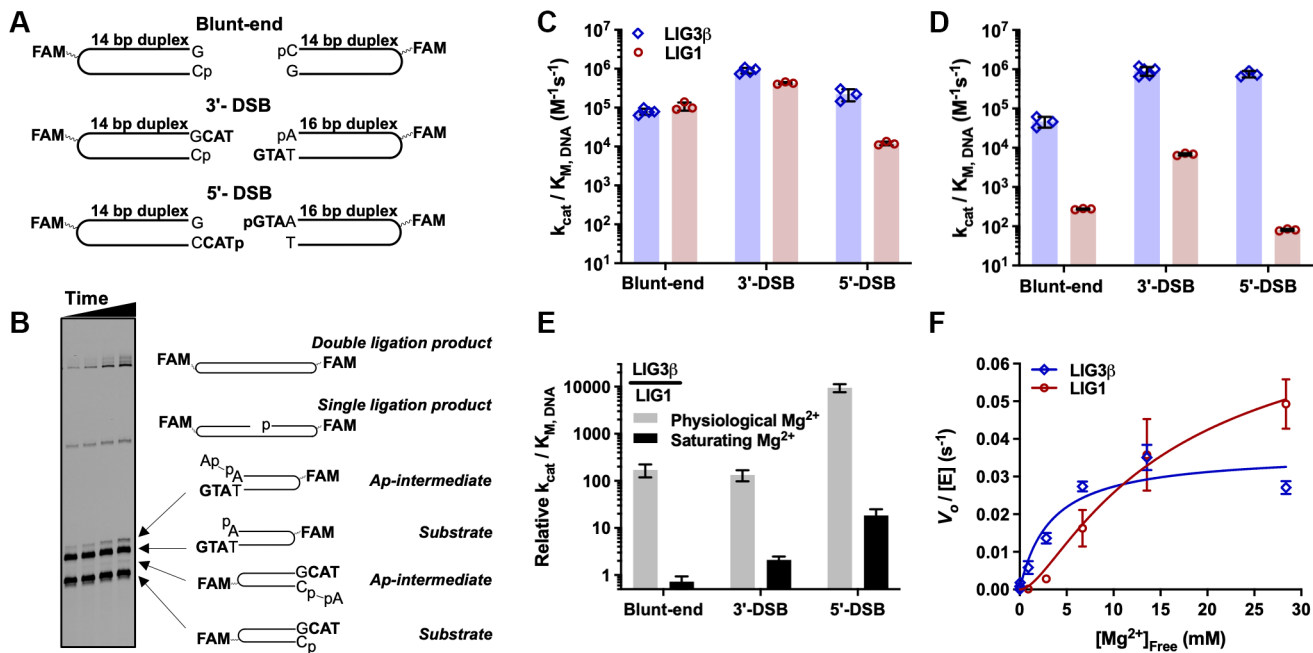 A
Blunt-end
FAM 14 bp duplex G pC 14 bp duplex FAM
Cp G
3'- DSB
FAM 14 bp duplex GCAT pA 16 bp duplex FAM
Cp GTAT
5'- DSB
FAM 14 bp duplex G pGTAA 16 bp duplex FAM
CCATp T
B
Time
Double ligation product
FAM FAM
Single ligation product
FAM p FAM
Ap-pA FAM Ap-intermediate
GTAT
pA FAM Substrate
GTAT
GCAT Ap-intermediate
FAM Cp-pA
GCAT Substrate
FAM Cp
C
LIG3β
LIG1
kcat / KM, DNA (M⁻¹s⁻¹)
10⁷
10⁶
10⁵
10⁴
10³
10²
10¹
Blunt-end 3'-DSB 5'-DSB
D
kcat / KM, DNA (M⁻¹s⁻¹)
10⁷
10⁶
10⁵
10⁴
10³
10²
10¹
Blunt-end 3'-DSB 5'-DSB
E
LIG3β
LIG1
Physiological Mg²⁺
Saturating Mg²⁺
Relative kcat / KM, DNA
10000
1000
100
10
1
Blunt-end 3'-DSB 5'-DSB
F
LIG3β
LIG1
Vo / [E] (s⁻¹)
0.06
0.05
0.04
0.03
0.02
0.01
0.00
0 5 10 15 20 25 30
[Mg²⁺]Free (mM)